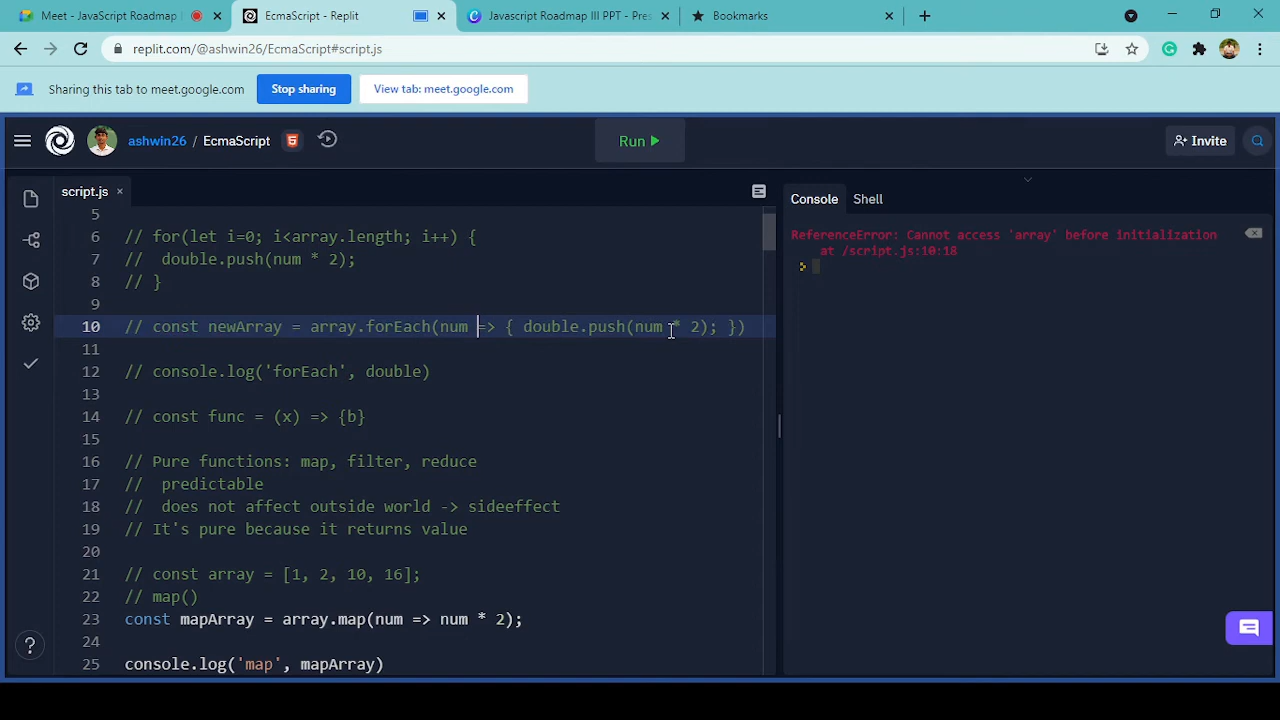 Meet - JavaScript Roadmap
EcmaScript - Replit
Javascript Roadmap III PPT - Pres
Bookmarks
replit.com/@ashwin26/EcmaScript#script.js
Sharing this tab to meet.google.com
Stop sharing
View tab: meet.google.com
ashwin26 / EcmaScript
Run
Invite
script.js
Console
Shell
5
6 // for(let i=0; i<array.length; i++) {
7 //  double.push(num * 2);
8 // }
9
10 // const newArray = array.forEach(num => { double.push(num * 2); })
11
12 // console.log('forEach', double)
13
14 // const func = (x) => {b}
15
16 // Pure functions: map, filter, reduce
17 //  predictable
18 //  does not affect outside world -> sideeffect
19 // It's pure because it returns value
20
21 // const array = [1, 2, 10, 16];
22 // map()
23 const mapArray = array.map(num => num * 2);
24
25 console.log('map', mapArray)
ReferenceError: Cannot access 'array' before initialization
at /script.js:10:18